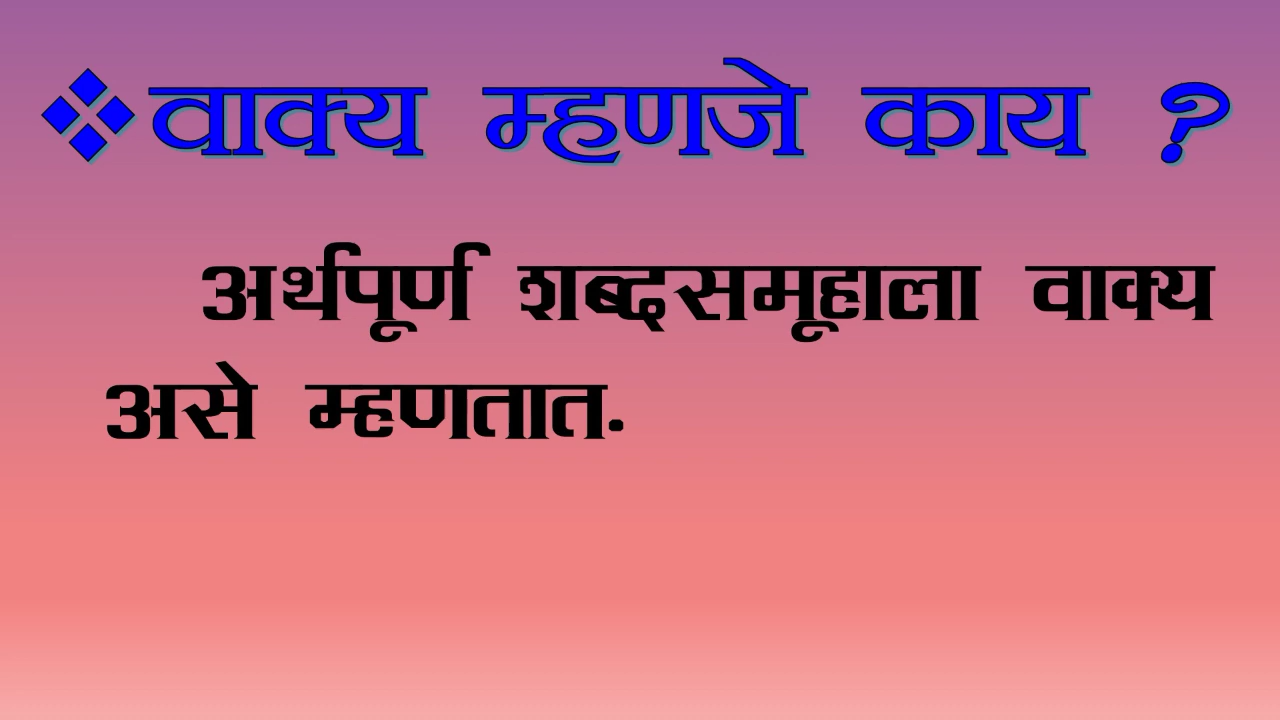 ❖वाक्य म्हणजे काय ?
अर्थपूर्ण शब्दसमूहाला वाक्य
असे म्हणतात.